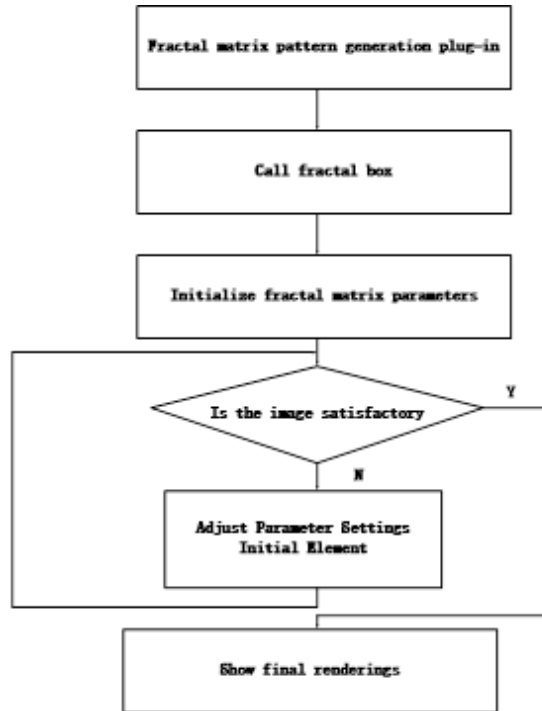 Fractal matrix pattern generation plug-in
Call fractal box
Initialize fractal matrix parameters
Is the image satisfactory
Y
N
Adjust Parameter Settings
Initial Element
Show final renderings